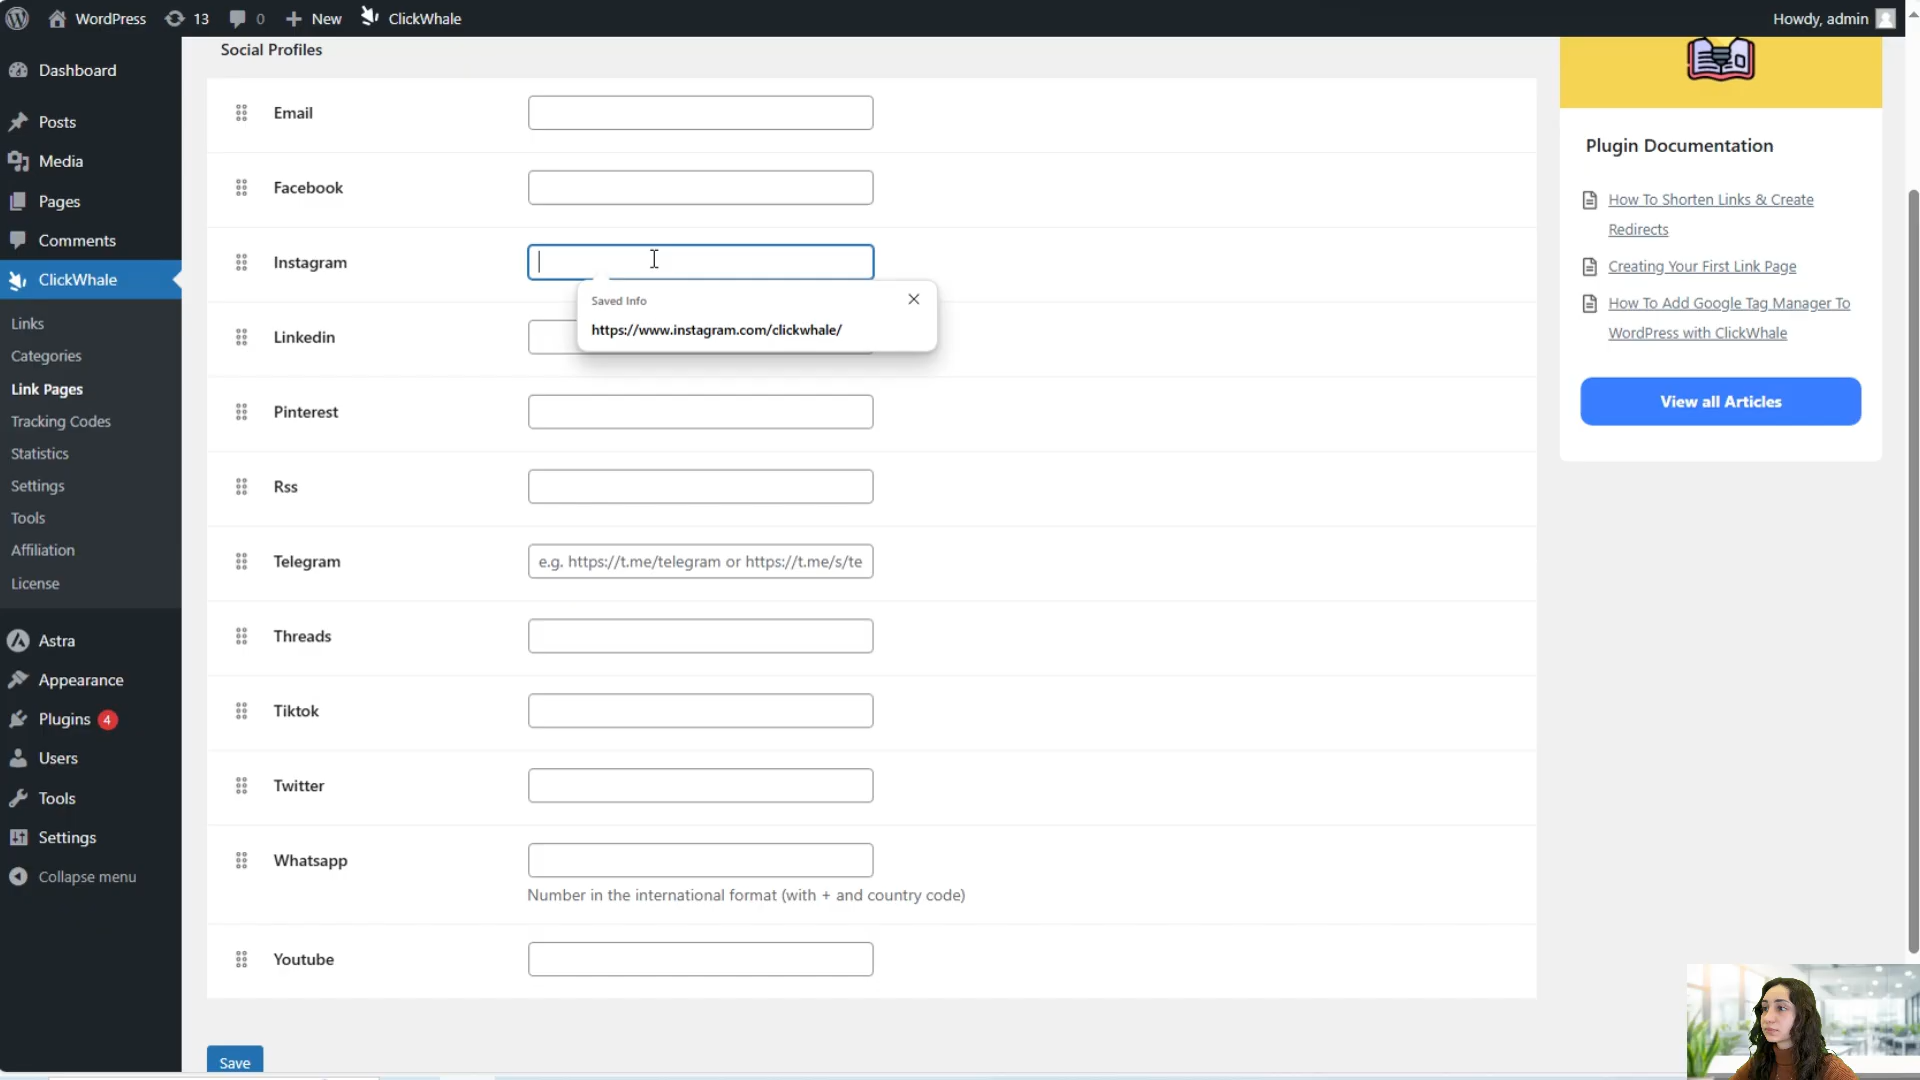 WordPress
13
0
New
ClickWhale
Howdy, admin
Dashboard
Posts
Media
Pages
Comments
ClickWhale
Links
Categories
Link Pages
Tracking Codes
Statistics
Settings
Tools
Affiliation
License
Astra
Appearance
Plugins 4
Users
Tools
Settings
Collapse menu
Social Profiles
Email
Facebook
Instagram
Saved Info
https://www.instagram.com/clickwhale/
Linkedin
Pinterest
Rss
Telegram
e.g. https://t.me/telegram or https://t.me/s/te
Threads
Tiktok
Twitter
Whatsapp
Number in the international format (with + and country code)
Youtube
Save
Plugin Documentation
How To Shorten Links & Create
Redirects
Creating Your First Link Page
How To Add Google Tag Manager To
WordPress with ClickWhale
View all Articles